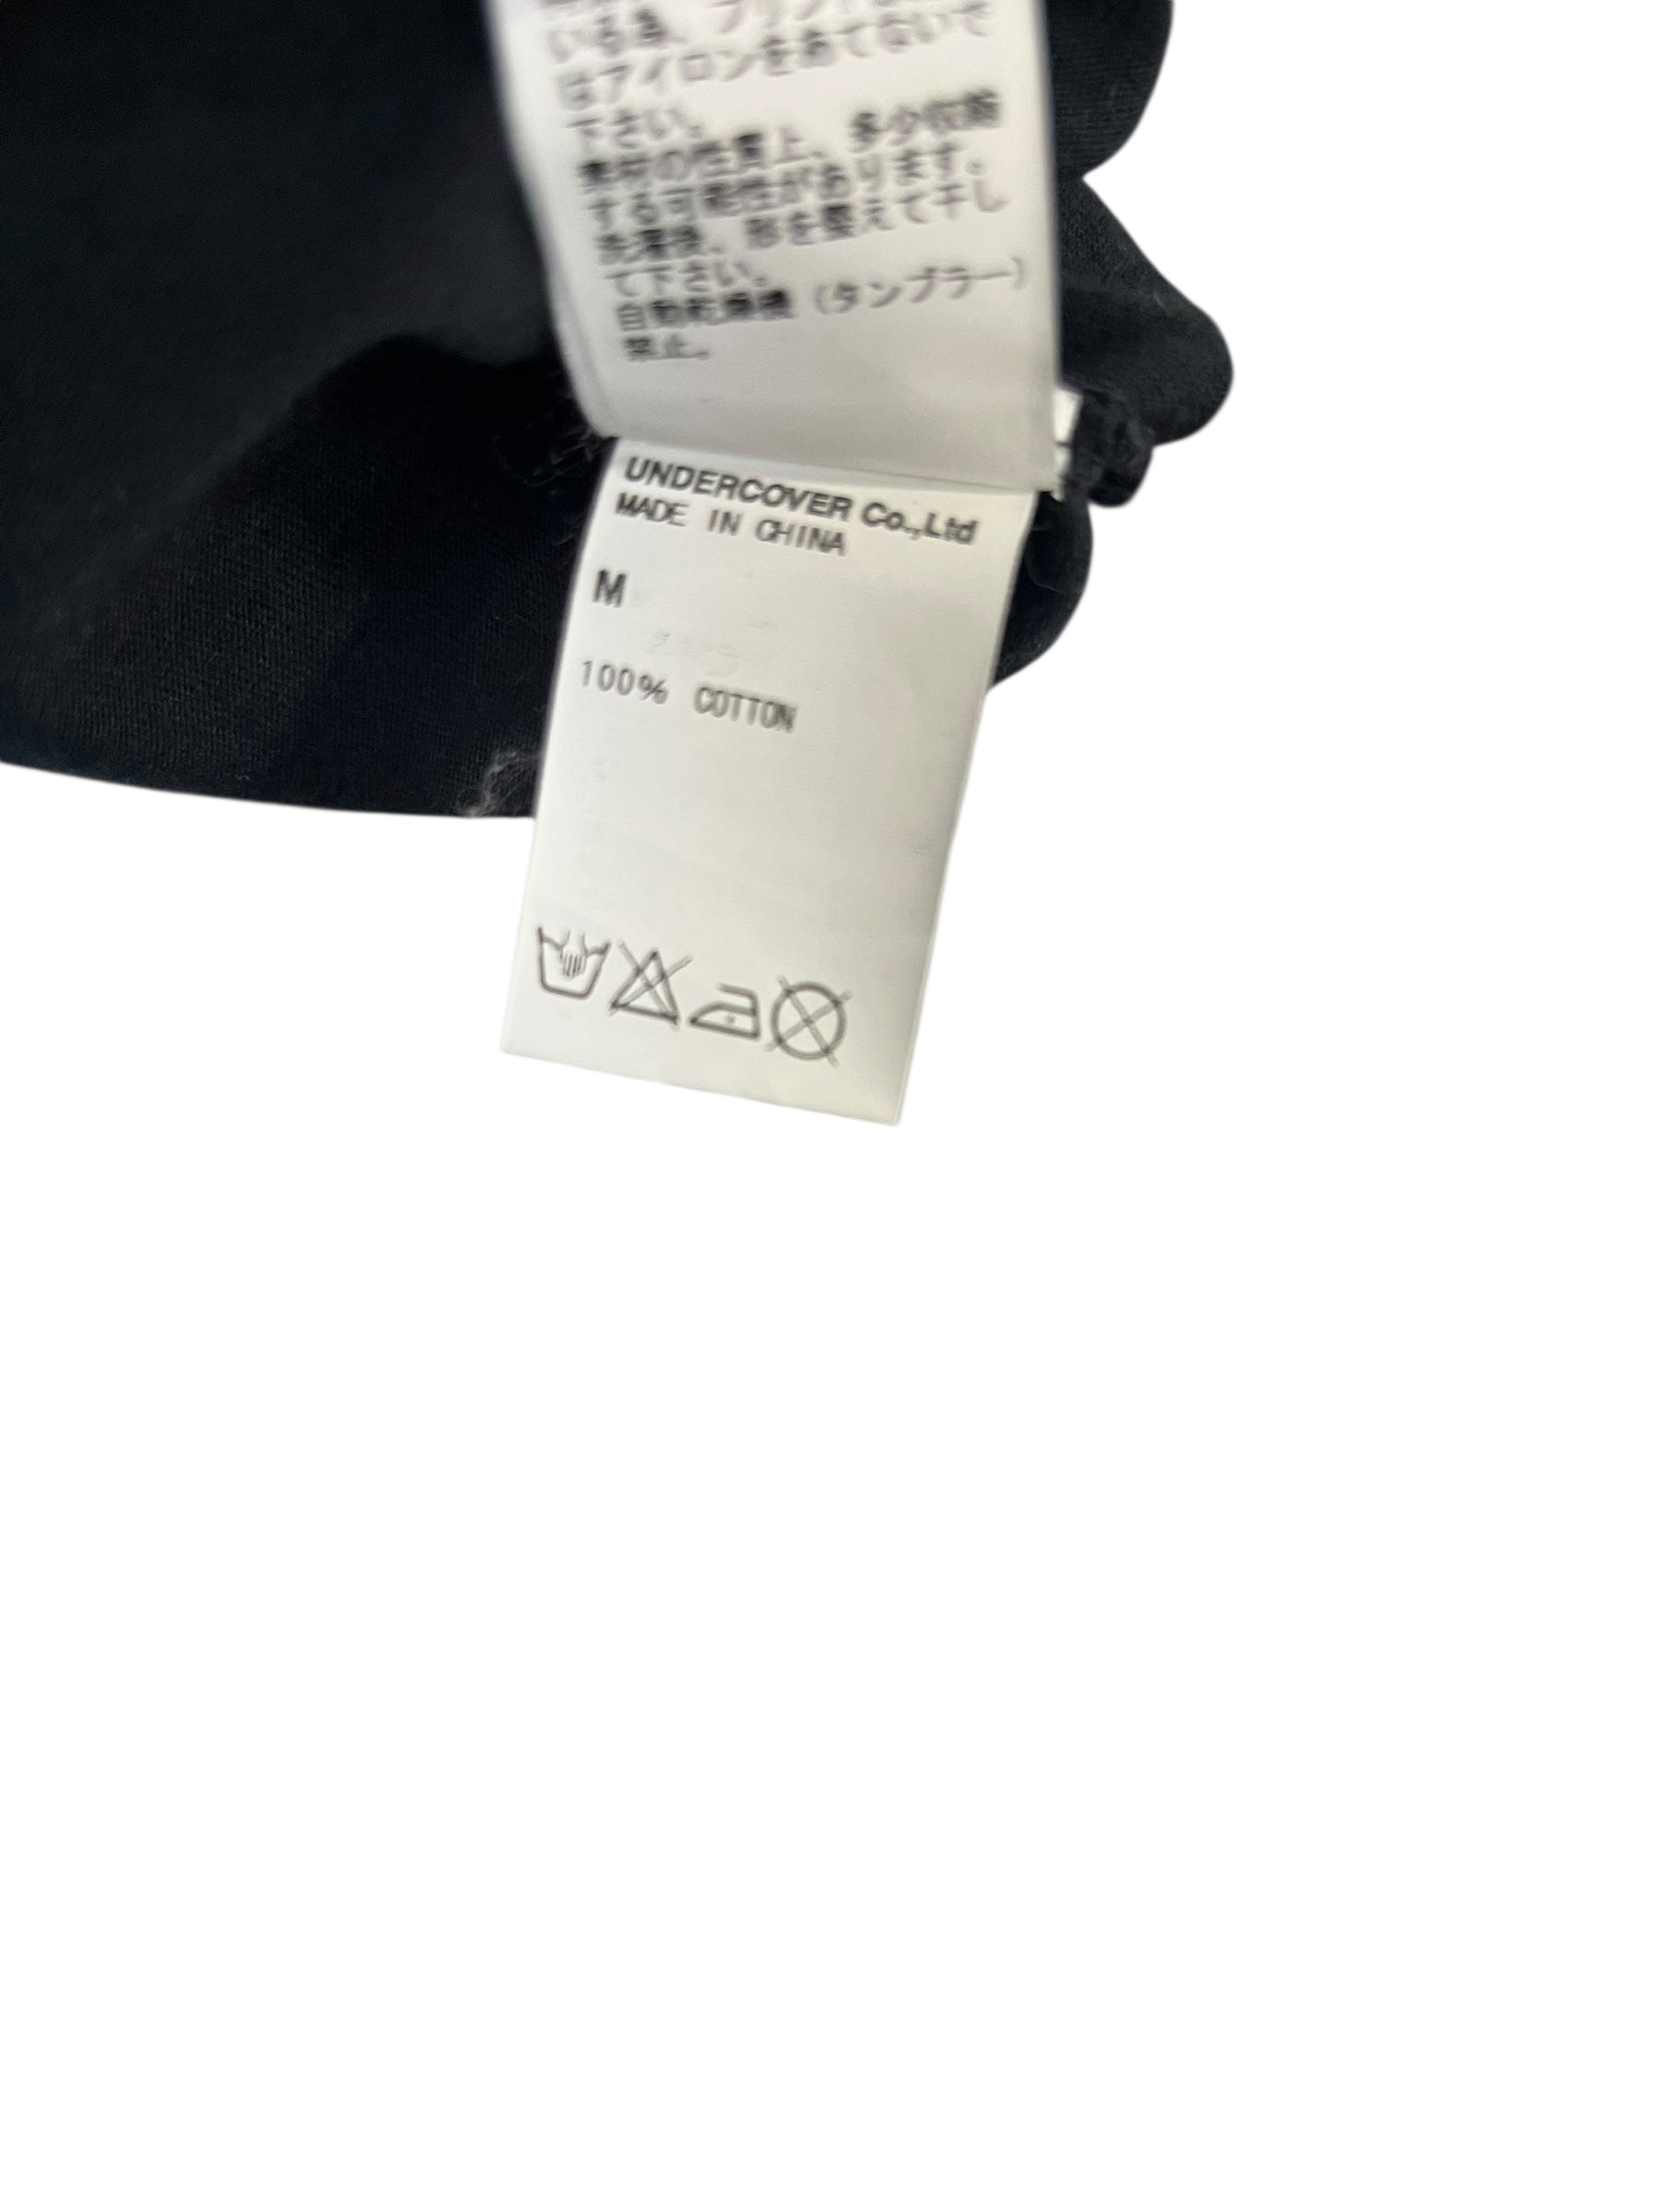 いる為、プリント
はアイロンをあてないで
下さい。
素材の性質上、多少収縮
する可能性があります。
洗濯後、形を整えて干し
て下さい。
自動乾燥機（タンブラー）
禁止。
UNDERCOVER Co.,Ltd
MADE IN CHINA
M
100% COTTON